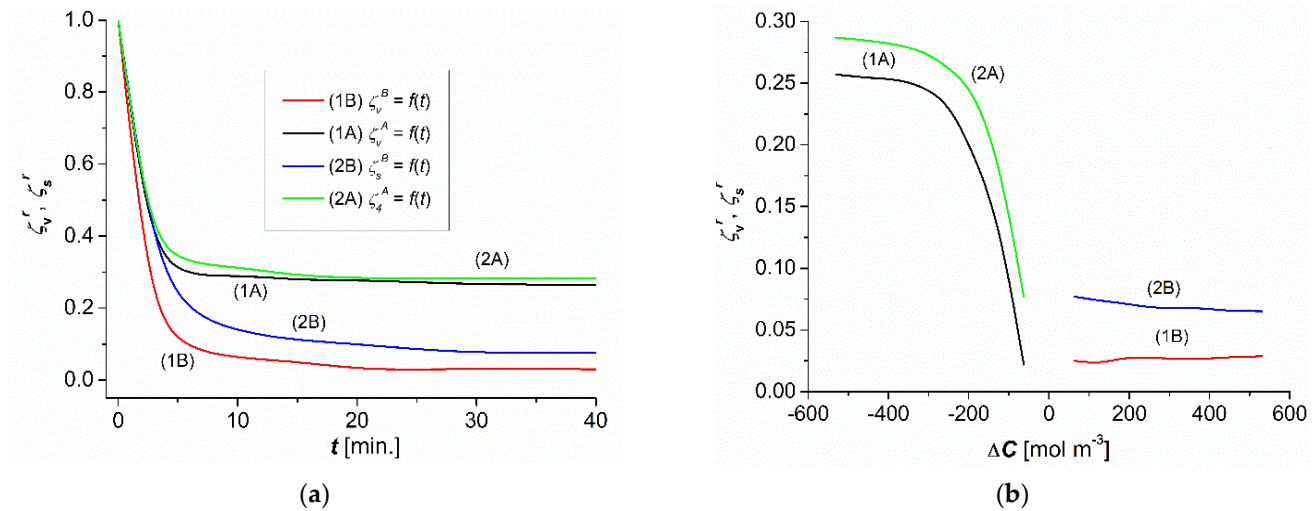 1.0
0.8
0.6
0.4
0.2
0.0
ζᵥʳ, ζₛʳ
(1B) ζᵥᴮ = f(t)
(1A) ζᵥᴬ = f(t)
(2B) ζₛᴮ = f(t)
(2A) ζ₄ᴬ = f(t)
(2A)
(1A)
(2B)
(1B)
0 10 20 30 40
t [min.]
(a)
0.30
0.25
0.20
0.15
0.10
0.05
0.00
ζᵥʳ, ζₛʳ
(1A)
(2A)
(2B)
(1B)
-600 -400 -200 0 200 400 600
ΔC [mol m⁻³]
(b)